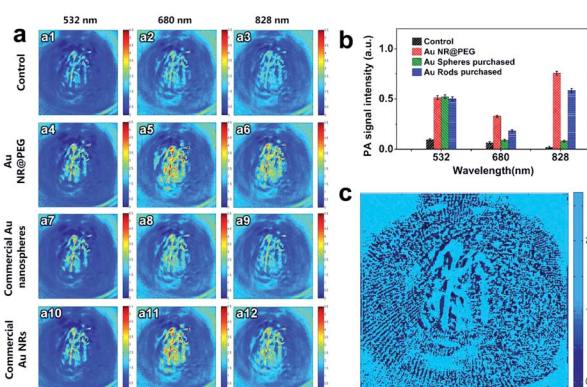 532 nm 680 nm 828 nm
a
Control
a1 a2 a3
Au
NR@PEG
a4 a5 a6
Commercial Au
nanospheres
a7 a8 a9
Commercial
Au NRs
a10 a11 a12
b
PA signal intensity (a.u.)
1.0
0.5
0.0
Control
Au NR@PEG
Au Spheres purchased
Au Rods purchased
532 680 828
Wavelength(nm)
c